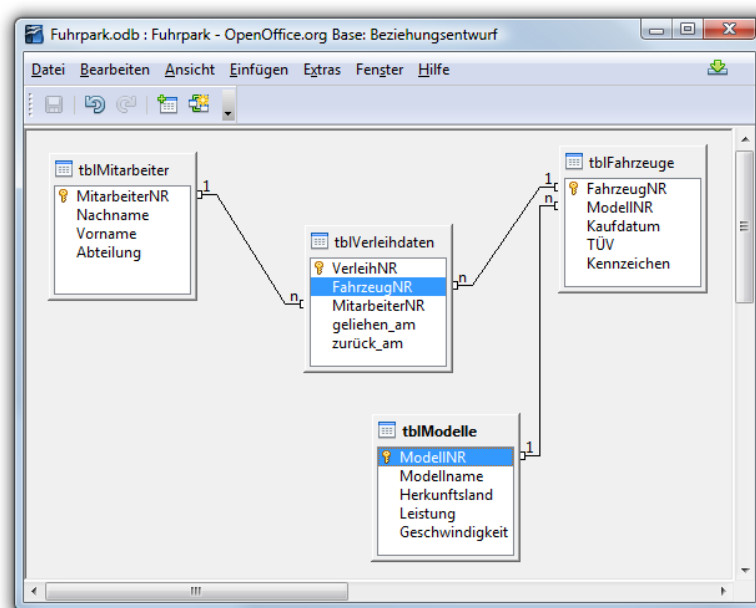 Fuhrpark.odb : Fuhrpark - OpenOffice.org Base: Beziehungsentwurf
Datei Bearbeiten Ansicht Einfügen Extras Fenster Hilfe
tblMitarbeiter
MitarbeiterNR
Nachname
Vorname
Abteilung
1
n
tblVerleihdaten
VerleihNR
FahrzeugNR
MitarbeiterNR
geliehen_am
zurück_am
n
1
n
tblFahrzeuge
FahrzeugNR
ModellNR
Kaufdatum
TÜV
Kennzeichen
tblModelle
ModellNR
Modellname
Herkunftsland
Leistung
Geschwindigkeit
1